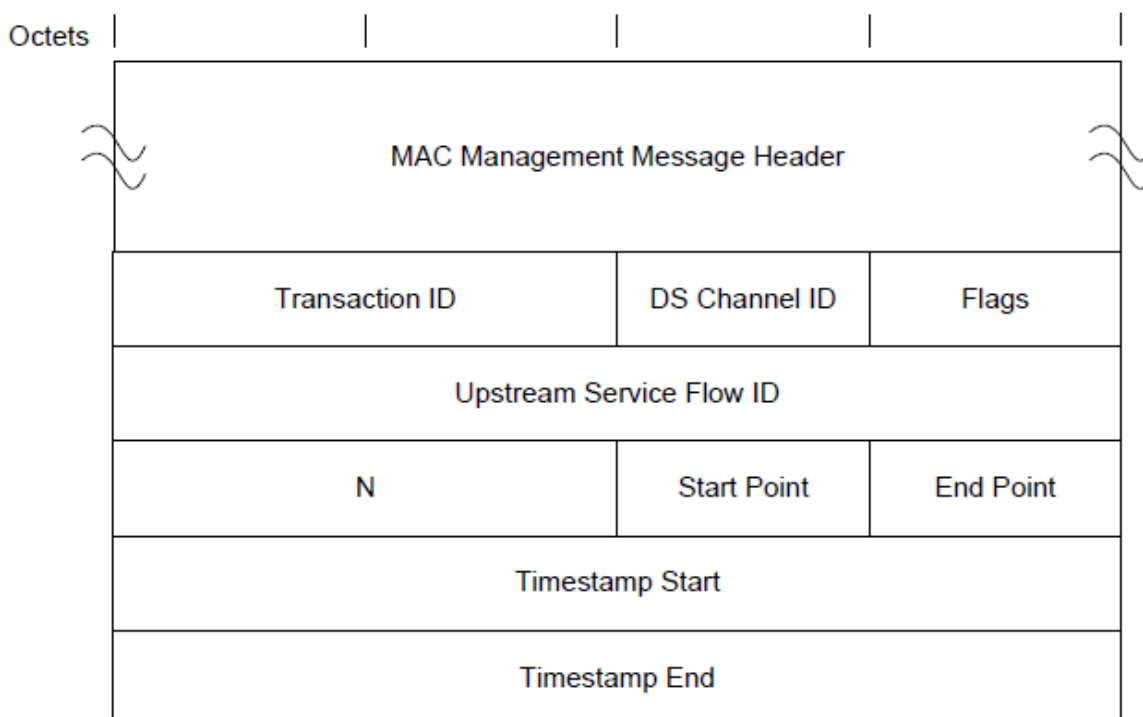 Octets
MAC Management Message Header
Transaction ID DS Channel ID Flags
Upstream Service Flow ID
N Start Point End Point
Timestamp Start
Timestamp End